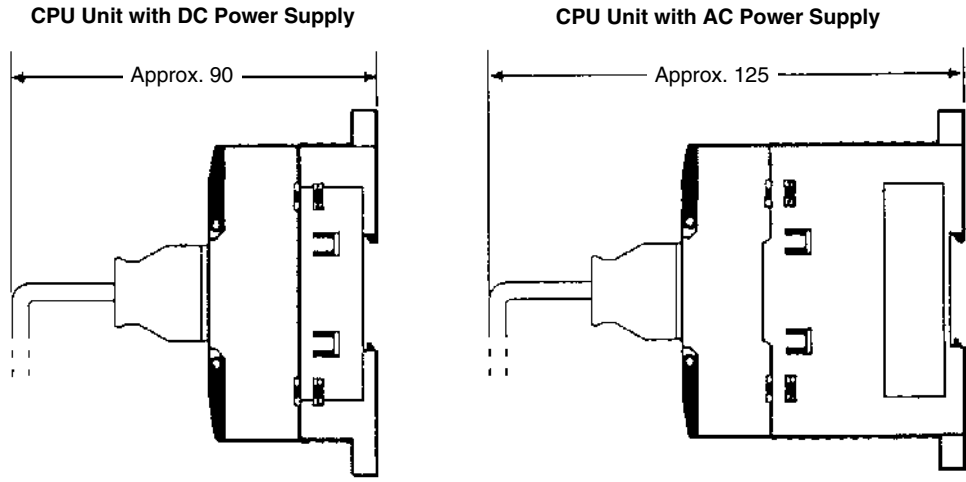 CPU Unit with DC Power Supply
CPU Unit with AC Power Supply
Approx. 90
Approx. 125